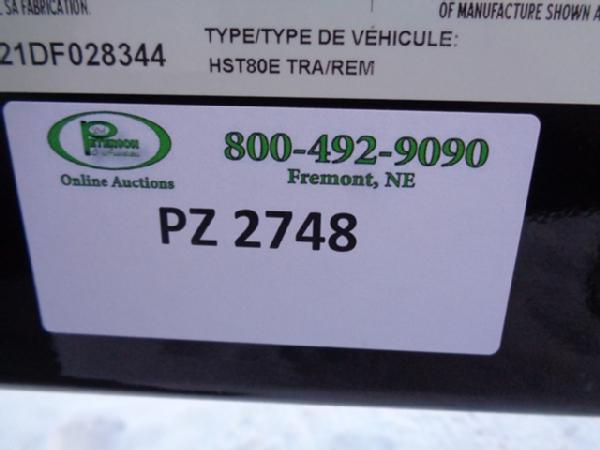 SA FABRICATION.
OF MANUFACTURE SHOWN A
TYPE/TYPE DE VÉHICULE:
21DF028344
HST80E TRA/REM
PETERSON
Online Auctions
800-492-9090
Fremont, NE
PZ 2748